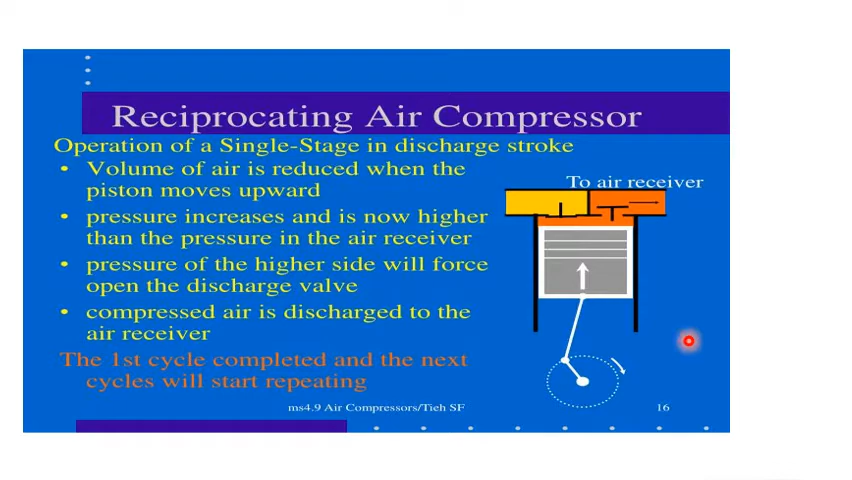 Reciprocating Air Compressor
Operation of a Single-Stage in discharge stroke
• Volume of air is reduced when the
piston moves upward
To air receiver
• pressure increases and is now higher
than the pressure in the air receiver
• pressure of the higher side will force
open the discharge valve
• compressed air is discharged to the
air receiver
The 1st cycle completed and the next
cycles will start repeating
ms4.9 Air Compressors/Tieh SF
16